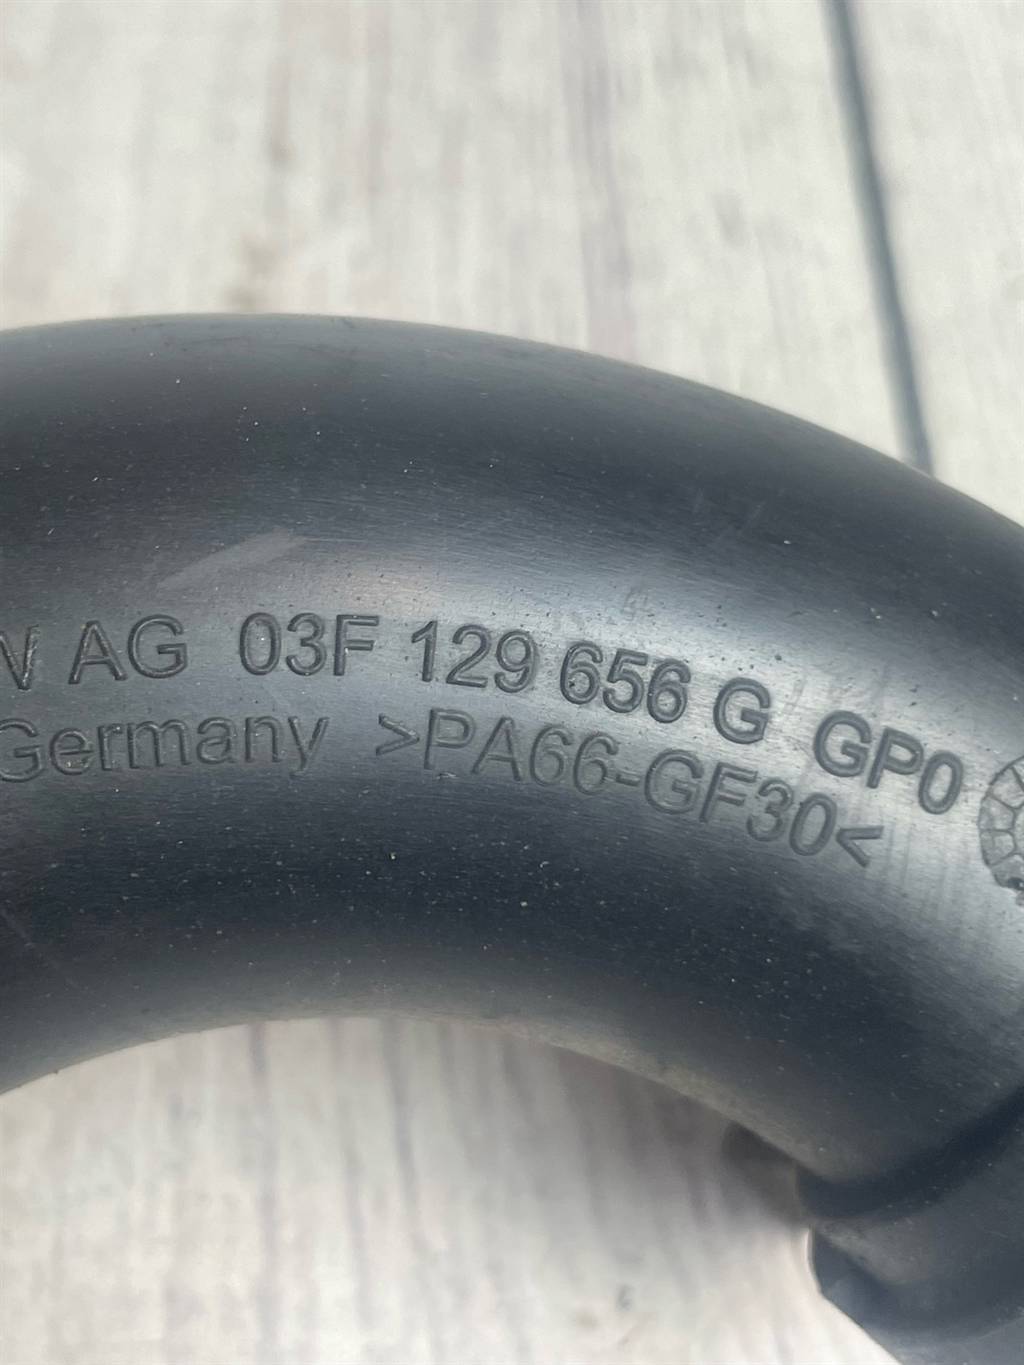 W AG 03F 129 656 G GP0
Germany >PA66-GF30<